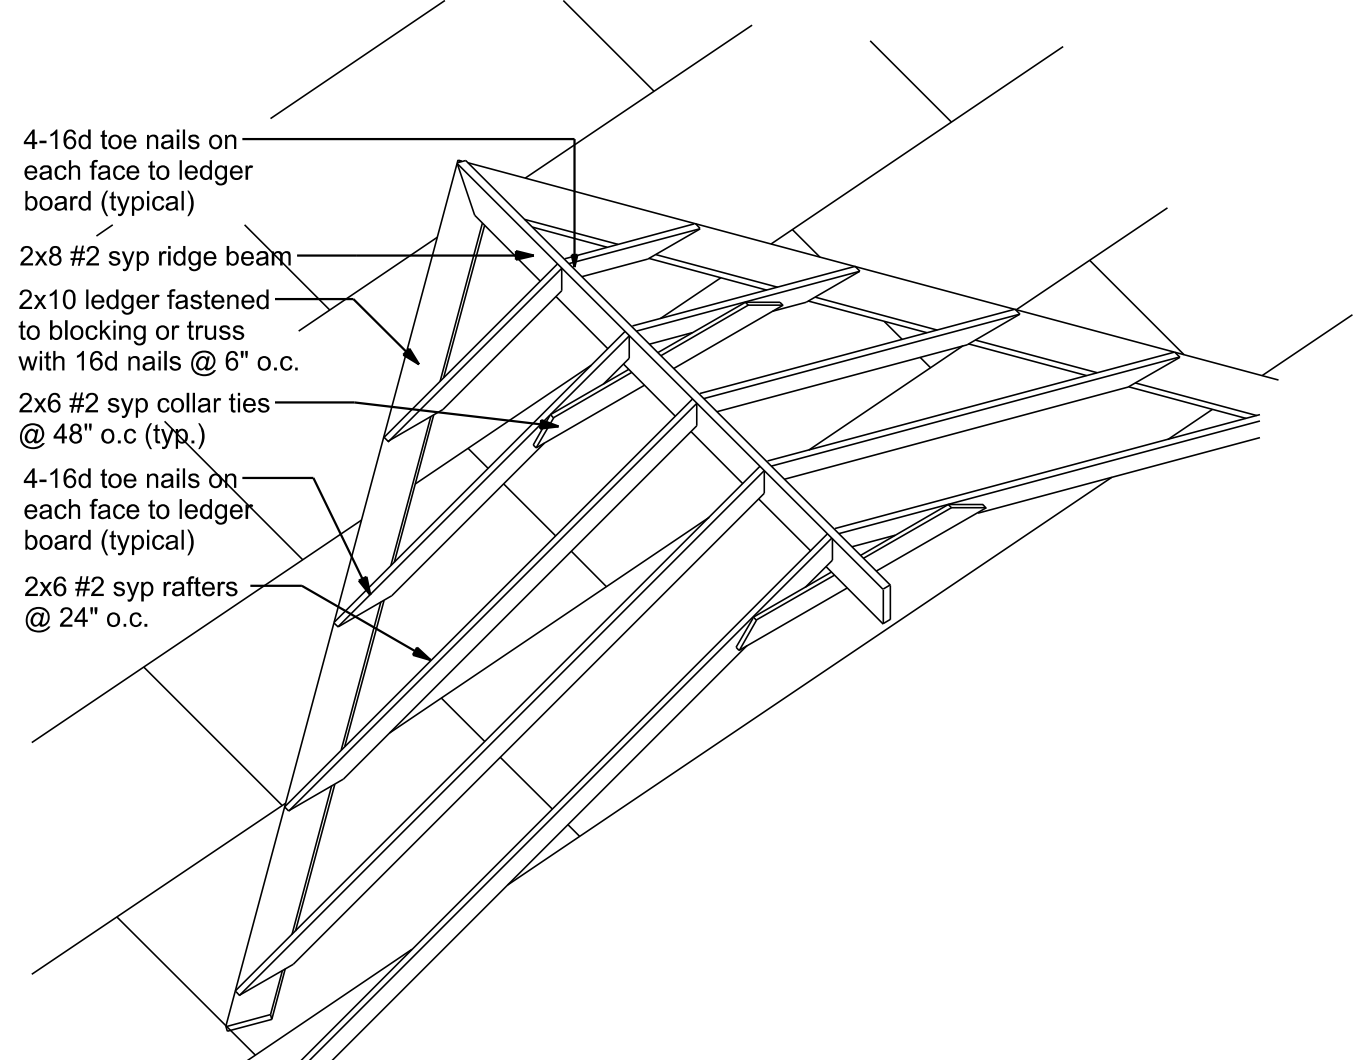 4-16d toe nails on
each face to ledger
board (typical)
2x8 #2 syp ridge beam
2x10 ledger fastened
to blocking or truss
with 16d nails @ 6" o.c.
2x6 #2 syp collar ties
@ 48" o.c (typ.)
4-16d toe nails on
each face to ledger
board (typical)
2x6 #2 syp rafters
@ 24" o.c.